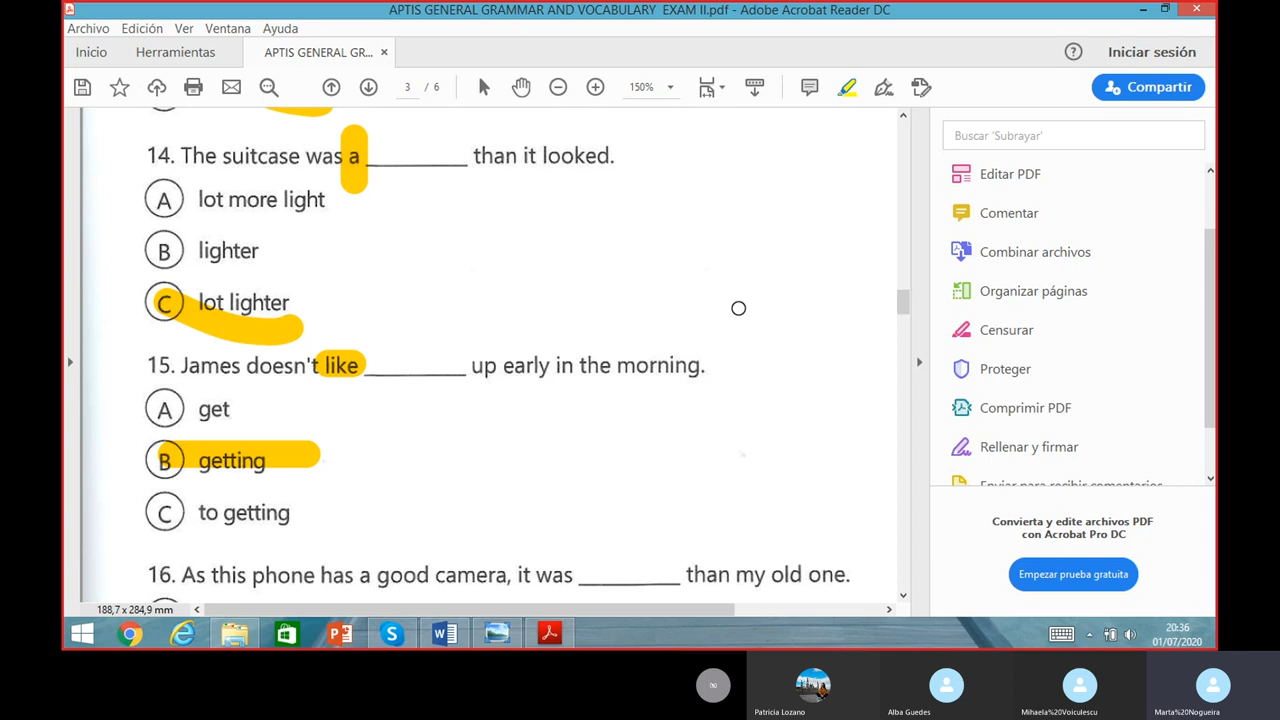 APTIS GENERAL GRAMMAR AND VOCABULARY EXAM II.pdf - Adobe Acrobat Reader DC
Archivo Edición Ver Ventana Ayuda
Inicio Herramientas APTIS GENERAL GR... × Iniciar sesión
3 / 6 150% Compartir
14. The suitcase was a __________ than it looked.
A lot more light
B lighter
C lot lighter
15. James doesn't like __________ up early in the morning.
A get
B getting
C to getting
16. As this phone has a good camera, it was __________ than my old one.
188,7 x 284,9 mm
Buscar 'Subrayar'
Editar PDF
Comentar
Combinar archivos
Organizar páginas
Censurar
Proteger
Comprimir PDF
Rellenar y firmar
Enviar para recibir comentarios
Convierta y edite archivos PDF
con Acrobat Pro DC
Empezar prueba gratuita
20:36
01/07/2020
Patricia Lozano Alba Guedes Mihaela%20Voiculescu Marta%20Nogueira